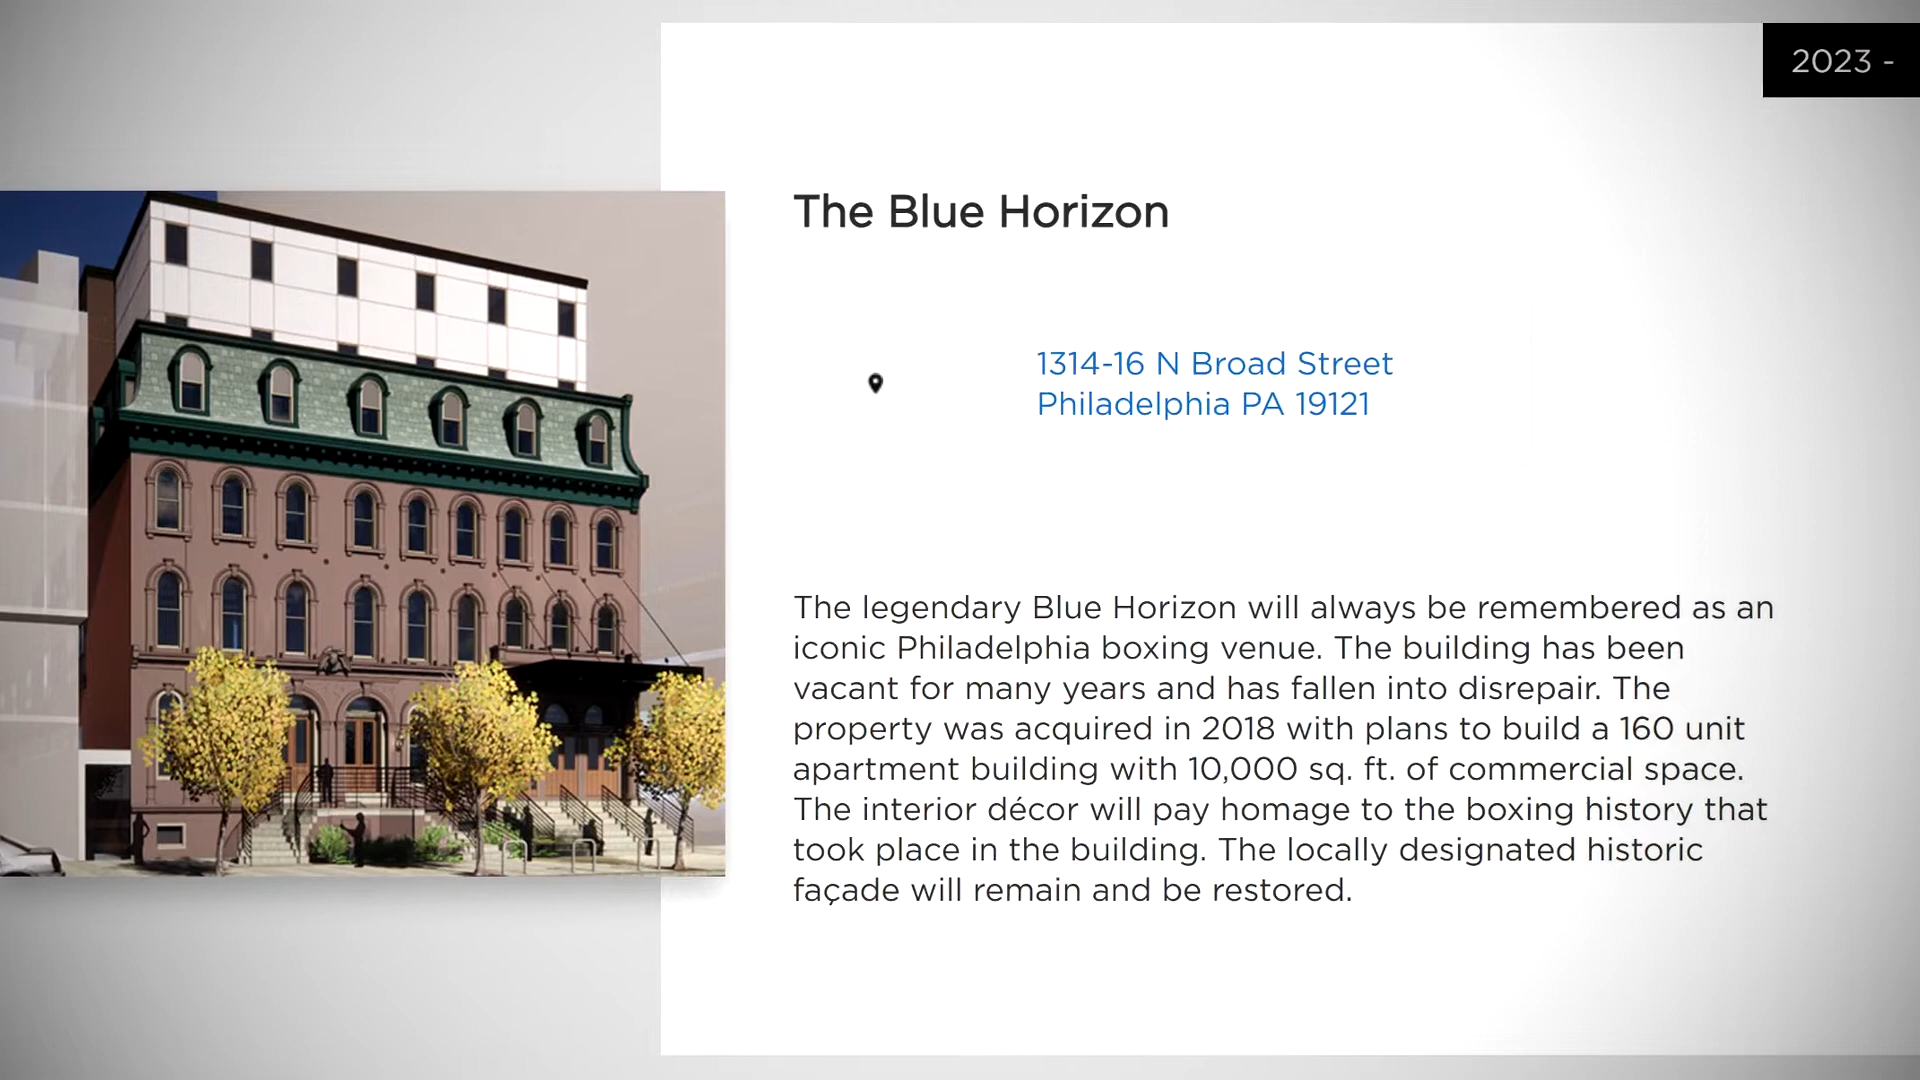 2023 -
The Blue Horizon
1314-16 N Broad Street
Philadelphia PA 19121
The legendary Blue Horizon will always be remembered as an
iconic Philadelphia boxing venue. The building has been
vacant for many years and has fallen into disrepair. The
property was acquired in 2018 with plans to build a 160 unit
apartment building with 10,000 sq. ft. of commercial space.
The interior décor will pay homage to the boxing history that
took place in the building. The locally designated historic
façade will remain and be restored.